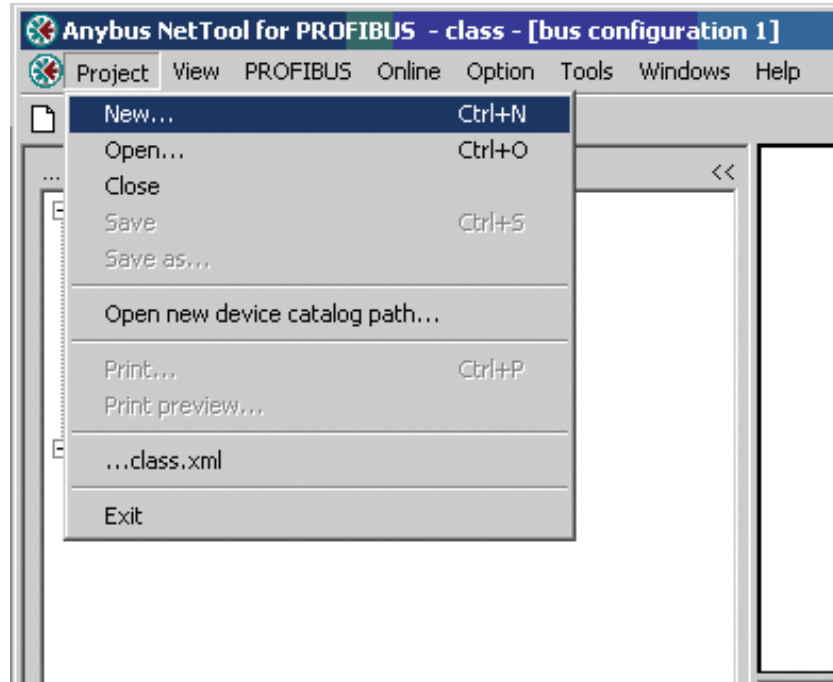 Anybus NetTool for PROFIBUS - class - [bus configuration 1]
Project View PROFIBUS Online Option Tools Windows Help
New... Ctrl+N
Open... Ctrl+O
... <<
Close
Save Ctrl+S
Save as...
Open new device catalog path...
Print... Ctrl+P
Print preview...
...class.xml
Exit